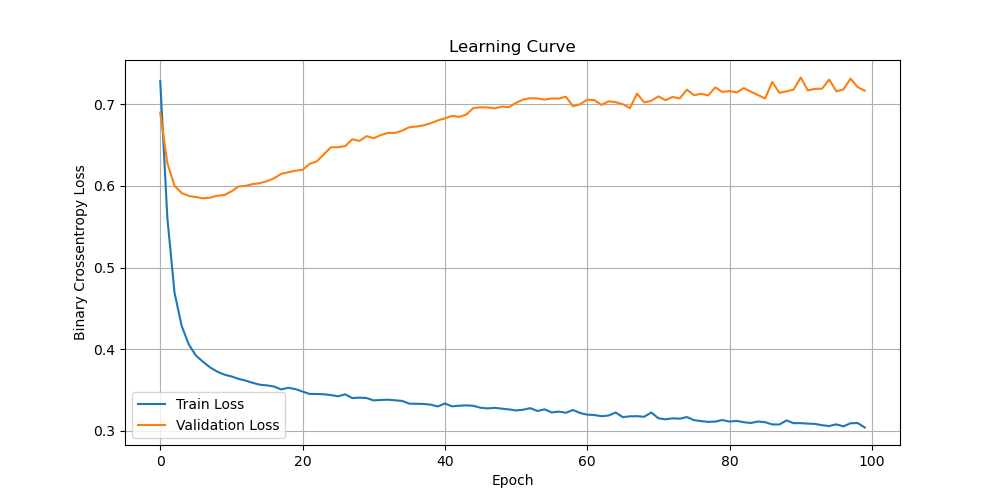 Learning Curve
Binary Crossentropy Loss
0.7
0.6
0.5
0.4
0.3
Train Loss
Validation Loss
0 20 40 60 80 100
Epoch